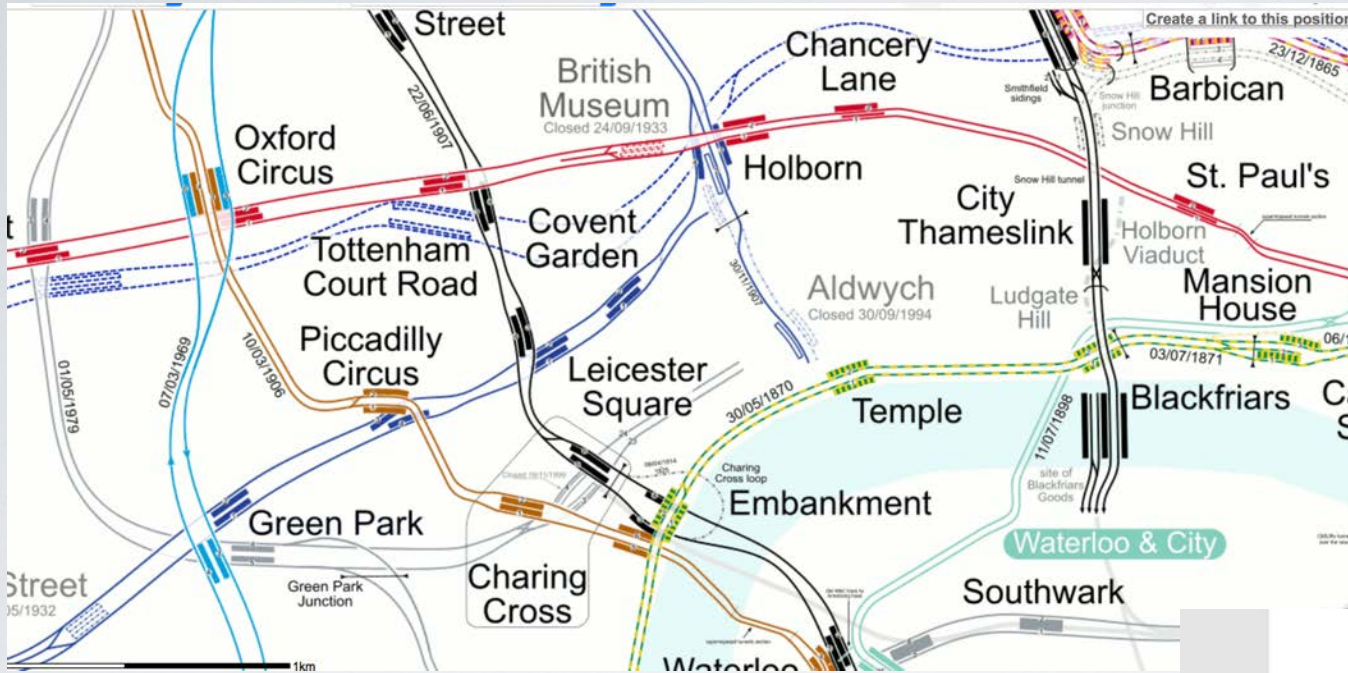 Create a link to this position
Street
Chancery
Lane
British
Museum
Closed 24/09/1933
Smithfield
sidings
Snow Hill
junction
Barbican
23/12/1865
22/06/1907
Oxford
Circus
Holborn
Snow Hill
Snow Hill tunnel
St. Paul's
t
Tottenham
Court Road
Covent
Garden
City
Thameslink
Holborn
Viaduct
30/11/1907
Aldwych
Closed 30/09/1994
Ludgate
Hill
Mansion
House
06/1
03/07/1871
01/05/1979
07/03/1969
10/03/1906
Piccadilly
Circus
Leicester
Square
30/05/1870
Temple
Blackfriars
Ca
S
11/07/1898
Charing
Cross loop
site of
Blackfriars
Goods
Embankment
Green Park
Waterloo & City
Street
05/1932
Green Park
Junction
Charing
Cross
Southwark
Waterloo
1km